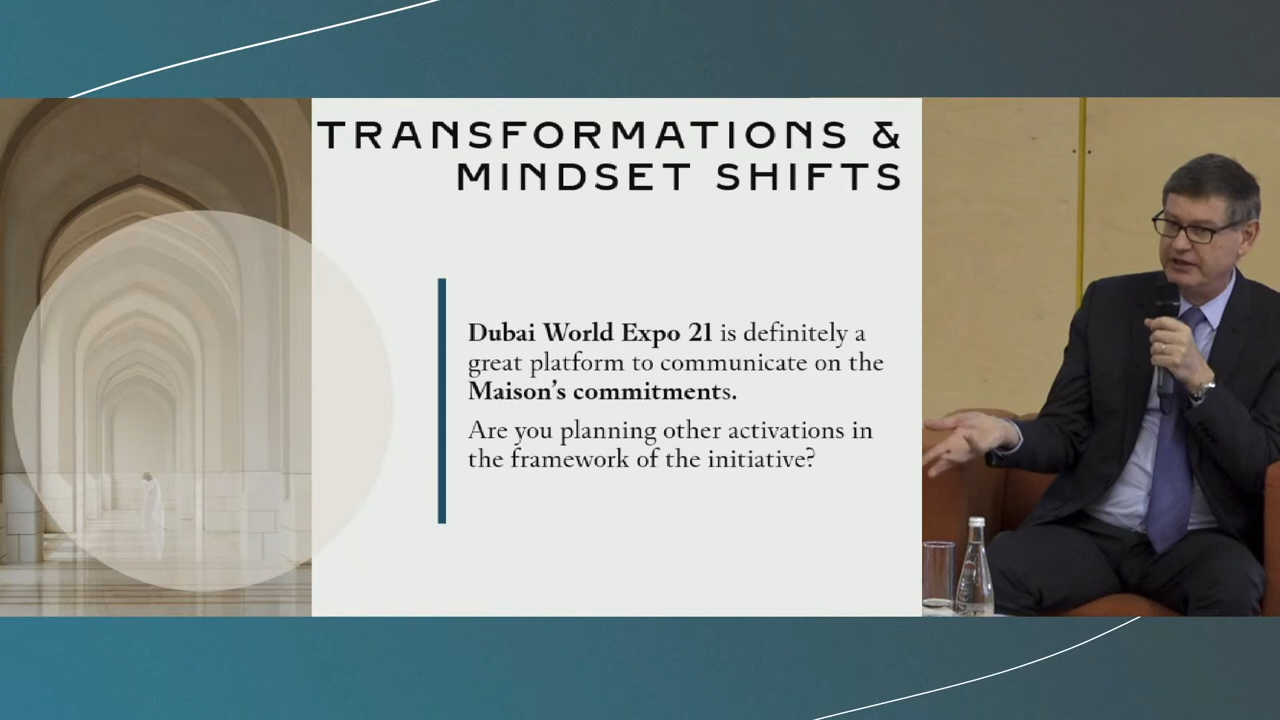 TRANSFORMATIONS &
MINDSET SHIFTS
Dubai World Expo 21 is definitely a
great platform to communicate on the
Maison’s commitments.
Are you planning other activations in
the framework of the initiative?